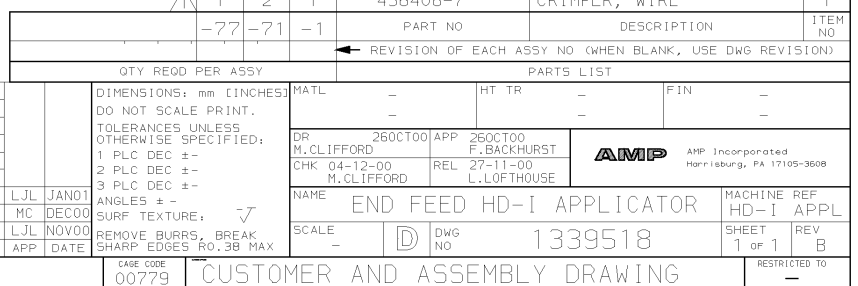 1 2 1 456406-7 CRIMPER, WIRE 1
-77 -71 -1 PART NO DESCRIPTION ITEM NO
REVISION OF EACH ASSY NO (WHEN BLANK, USE DWG REVISION)
QTY REQD PER ASSY PARTS LIST
DIMENSIONS: mm [INCHES]
DO NOT SCALE PRINT.
TOLERANCES UNLESS
OTHERWISE SPECIFIED:
1 PLC DEC ±-
2 PLC DEC ±-
3 PLC DEC ±-
ANGLES ± -
SURF TEXTURE: √
REMOVE BURRS, BREAK
SHARP EDGES R0.38 MAX
MATL - HT TR - FIN -
- - -
DR 26OCT00 M.CLIFFORD
APP 26OCT00 F.BACKHURST
CHK 04-12-00 M.CLIFFORD
REL 27-11-00 L.LOFTHOUSE
AMP AMP Incorporated
Harrisburg, PA 17105-3608
LJL JAN01
MC DEC00
LJL NOV00
APP DATE
NAME END FEED HD-I APPLICATOR
MACHINE REF
HD-I APPL
SCALE - D DWG NO 1339518
SHEET 1 OF 1 REV B
CAGE CODE 00779
CUSTOMER AND ASSEMBLY DRAWING
RESTRICTED TO
-